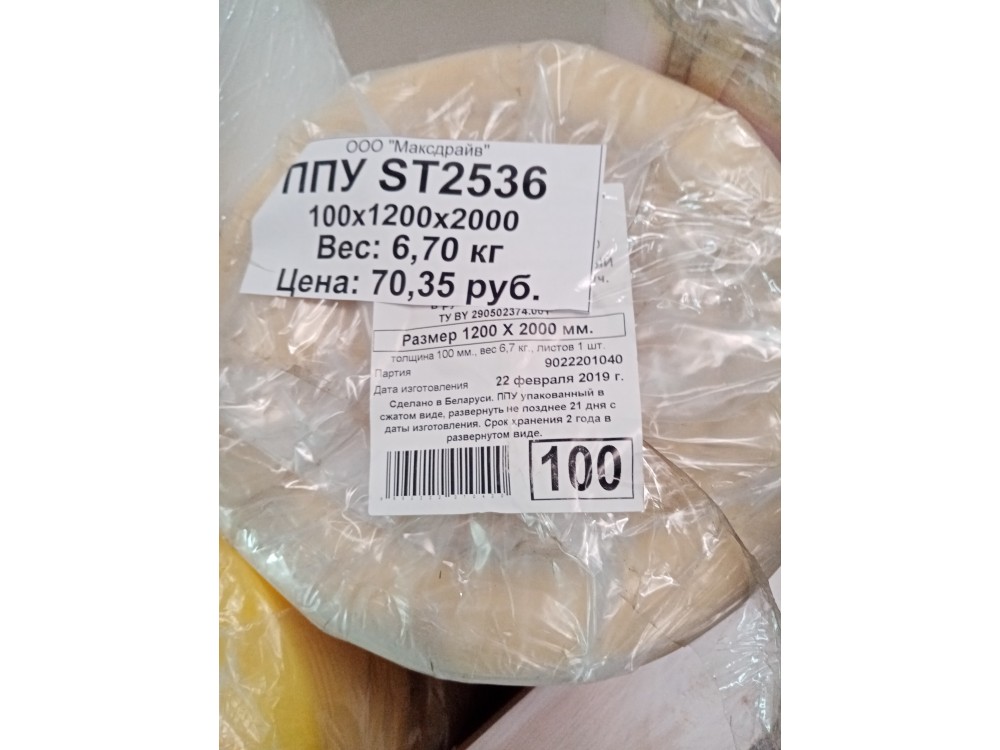 ООО "Максдрайв"
ППУ ST2536
100x1200x2000
Вес: 6,70 кг
Цена: 70,35 руб.
ТУ BY 290502374.001
Размер 1200 X 2000 мм.
толщина 100 мм., вес 6,7 кг., листов 1 шт.
Партия 9022201040
Дата изготовления 22 февраля 2019 г.
Сделано в Беларуси. ППУ упакованный в
сжатом виде, развернуть не позднее 21 дня с
даты изготовления. Срок хранения 2 года в
развернутом виде.
100